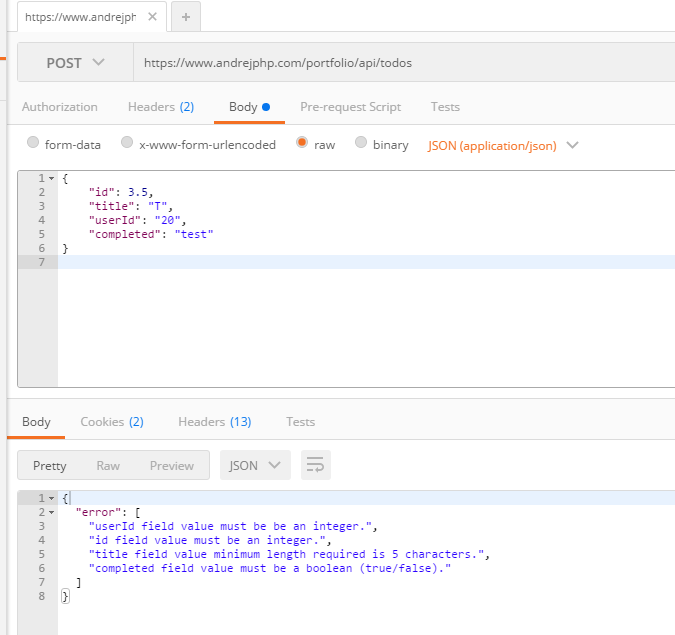 https://www.andrejph × +
POST https://www.andrejphp.com/portfolio/api/todos
Authorization Headers (2) Body Pre-request Script Tests
form-data x-www-form-urlencoded raw binary JSON (application/json)
1 {
2 "id": 3.5,
3 "title": "T",
4 "userId": "20",
5 "completed": "test"
6 }
7
Body Cookies (2) Headers (13) Tests
Pretty Raw Preview JSON
1 {
2 "error": [
3 "userId field value must be be an integer.",
4 "id field value must be an integer.",
5 "title field value minimum length required is 5 characters.",
6 "completed field value must be a boolean (true/false)."
7 ]
8 }